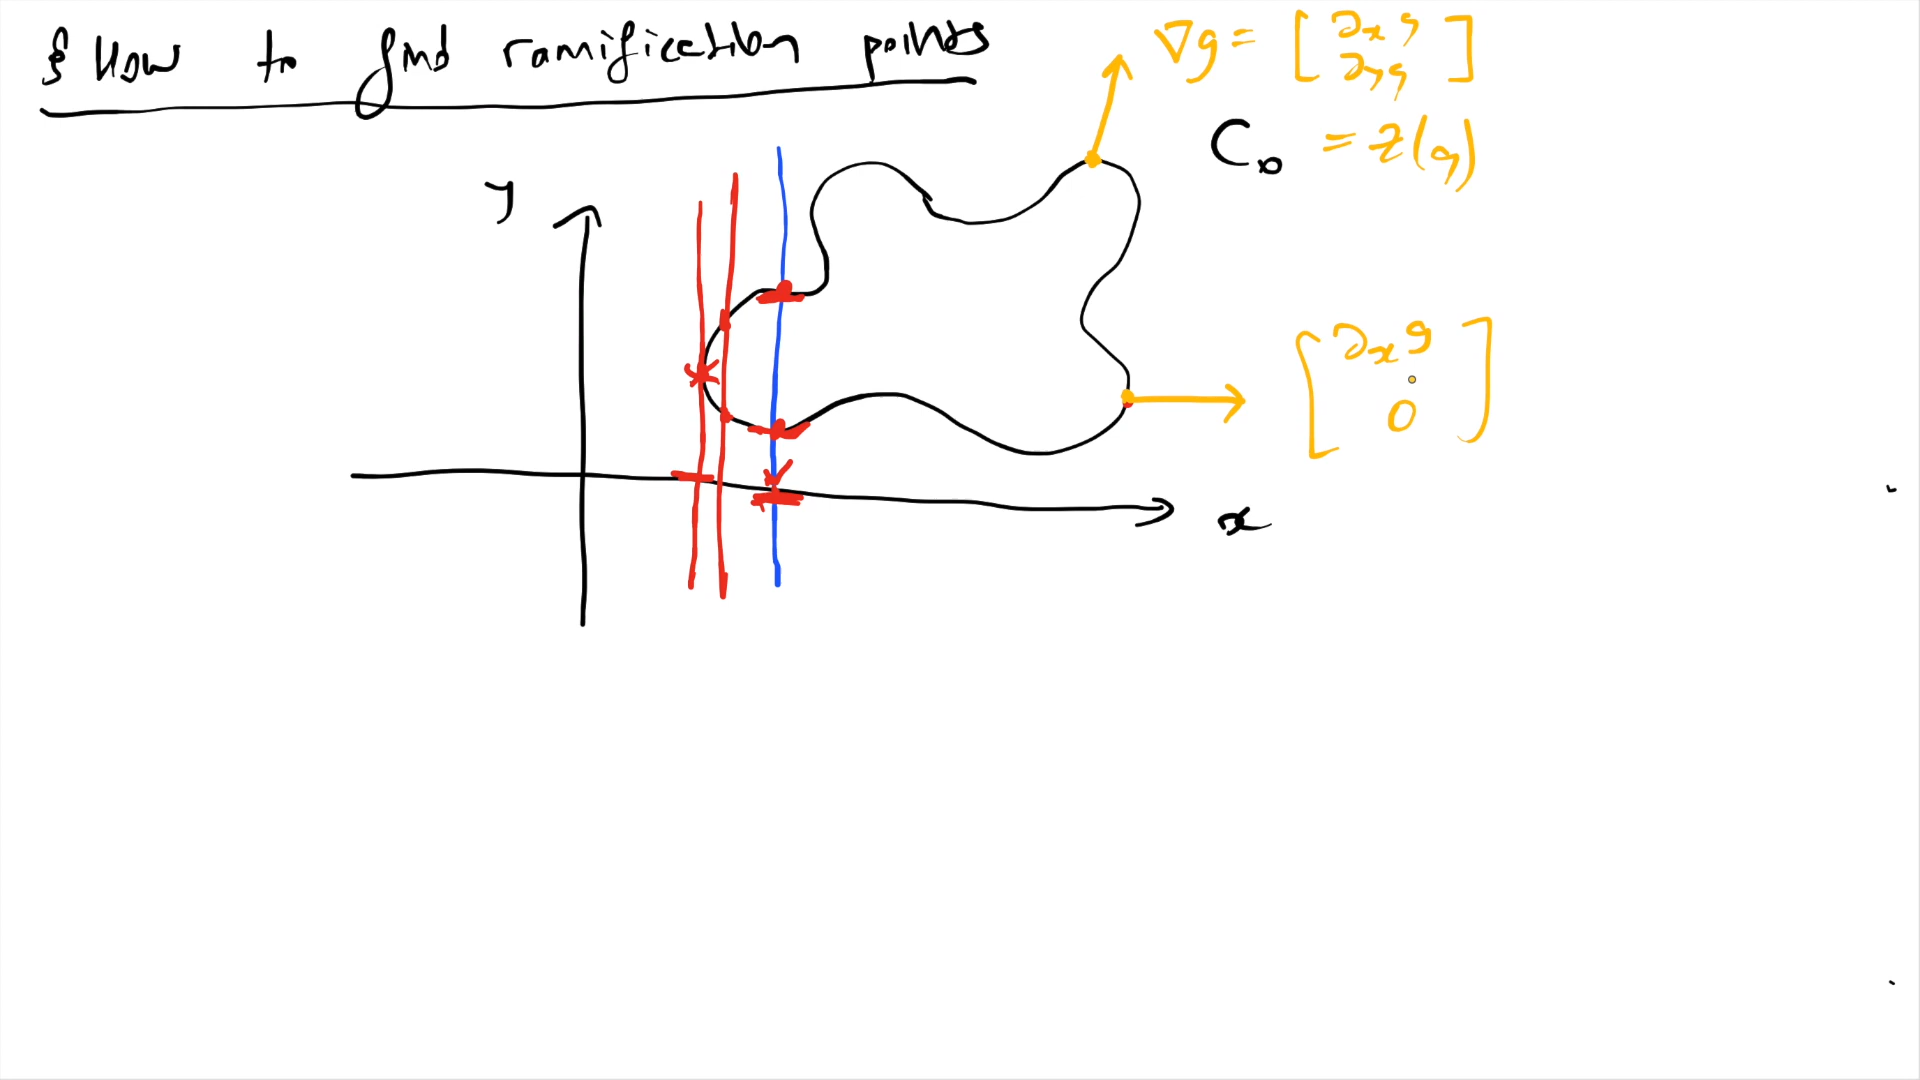 § How to find ramification points
∇g = [ ∂x g
∂y g ]
C₀ = Z(g)
y
[ ∂x g
0 ]
x